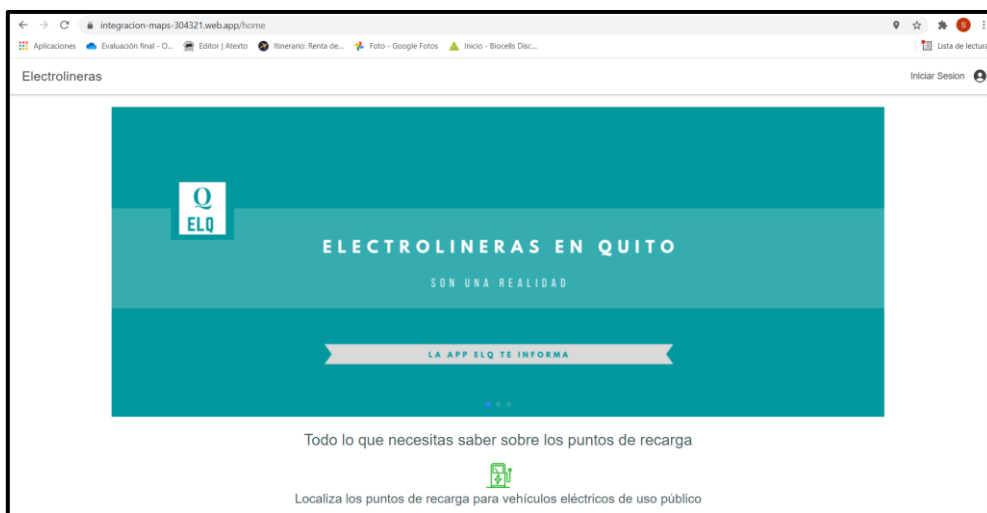 integracion-maps-304321.web.app/home
Aplicaciones Evaluación final - O... Editor | Atexto Itinerario: Renta de... Foto - Google Fotos Inicio - Biocells Disc... Lista de lectura
Electrolineras Iniciar Sesion
Q
ELQ
ELECTROLINERAS EN QUITO
SON UNA REALIDAD
LA APP ELQ TE INFORMA
Todo lo que necesitas saber sobre los puntos de recarga
Localiza los puntos de recarga para vehículos eléctricos de uso público